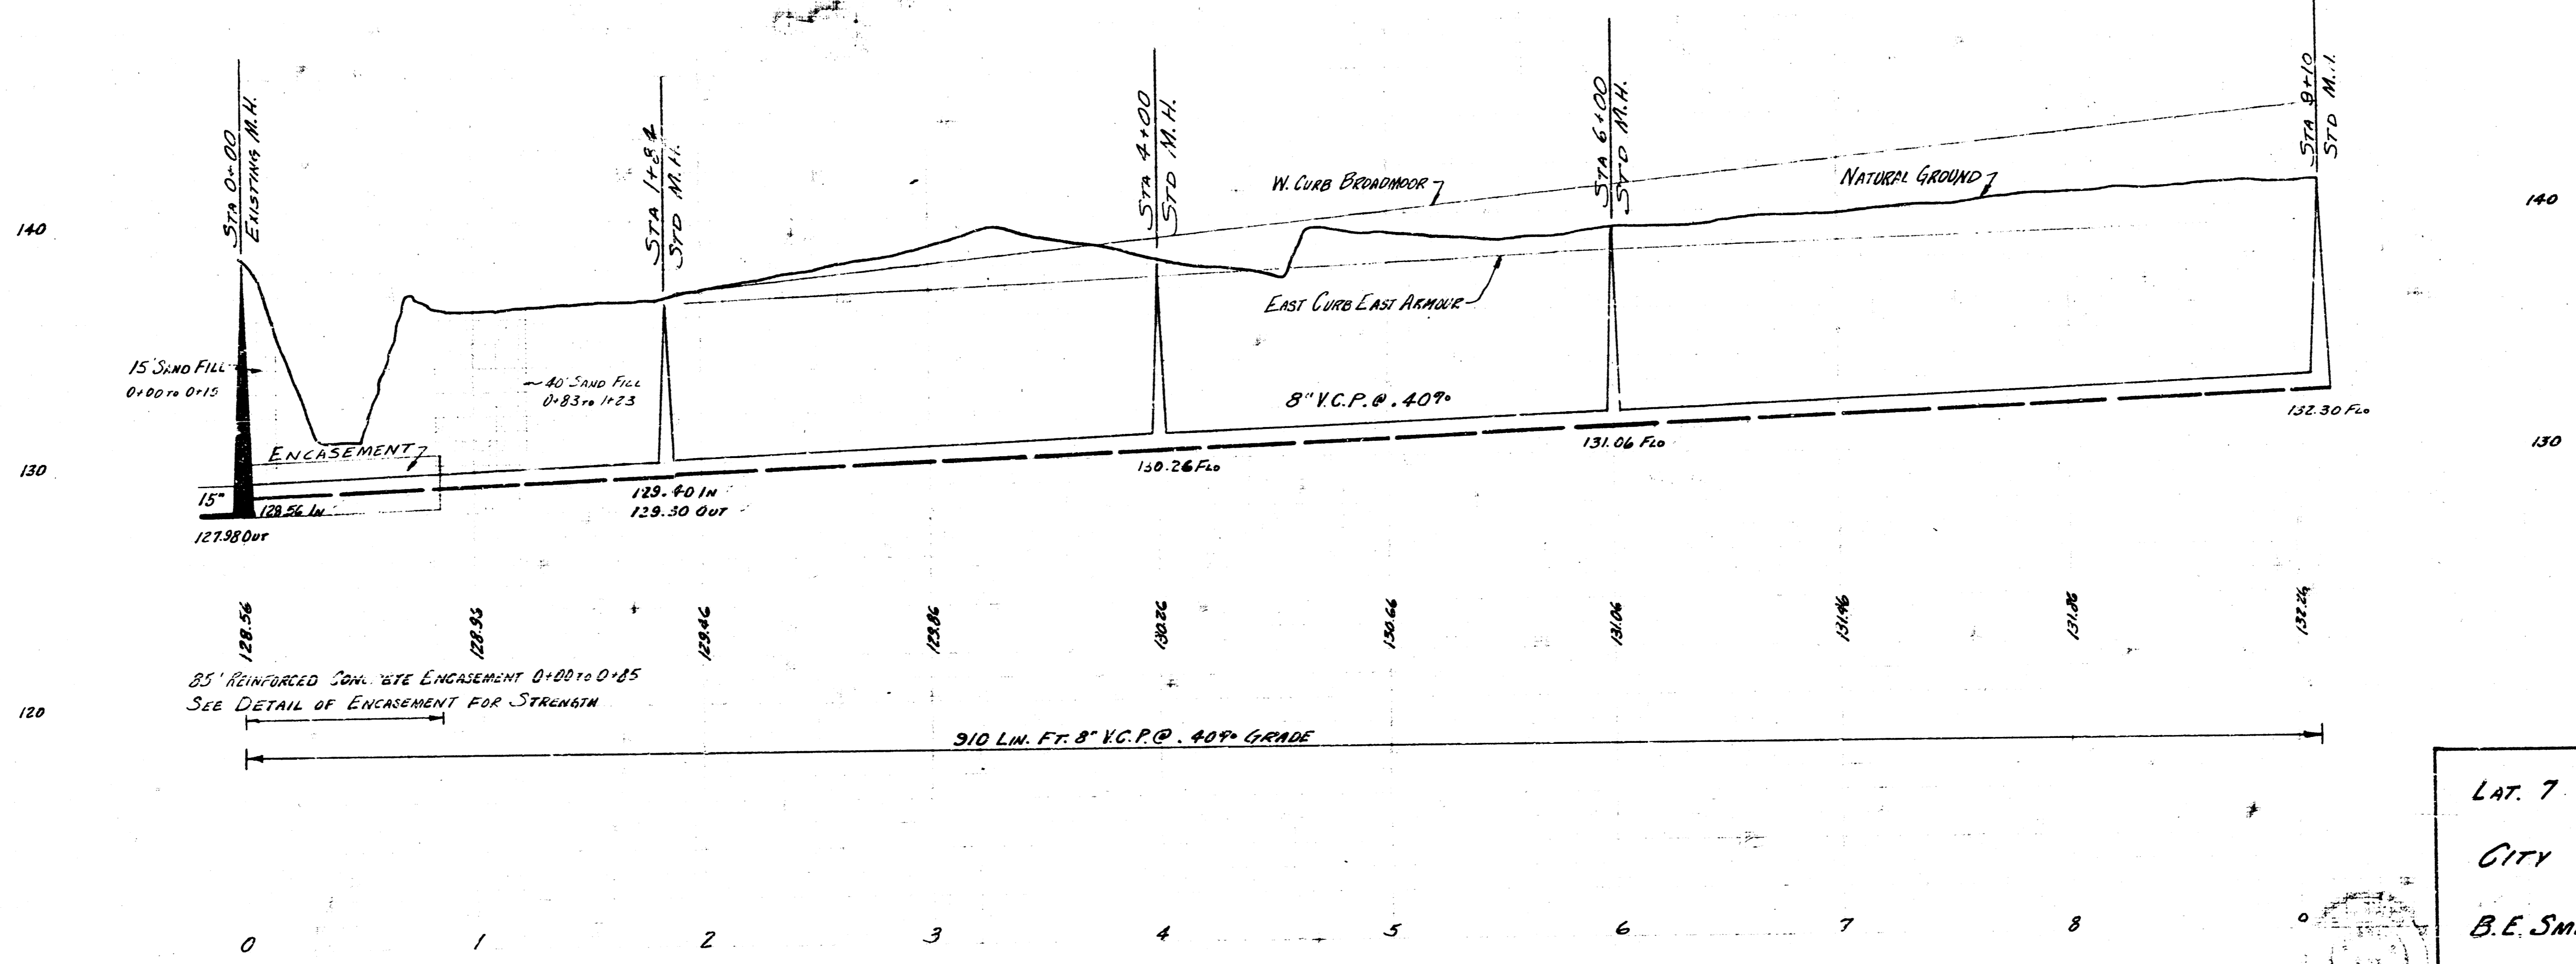 STA 0+00
EXISTING M.H.
STA 1+84
STD M.H.
STA 4+00
STD M.H.
STA 6+00
STD M.H.
STA 9+10
STD
W. CURB BROADMOOR
NATURAL GROUND
140
140
EAST CURB EAST ARMOUR
15' SAND FILL
0+00 TO 0+15
40' SAND FILL
0+83 TO 1+23
8" V.C.P. @ .40%
132.30 FLO
ENCASEMENT
131.06 FLO
130
130
130.26 FLO
15"
128.56 IN
129.40 IN
129.30 OUT
127.98 OUT
128.56
128.95
129.46
129.86
130.26
130.66
131.06
131.46
131.86
132.26
85' REINFORCED ENCASEMENT 0+00 TO 0+85
SEE DETAIL OF ENCASEMENT FOR STRENGTH
120
910 LIN. FT. 8" V.C.P. @ .40% GRADE
LAT. 7
CITY
B.E. SM
0
1
2
3
4
5
6
7
8